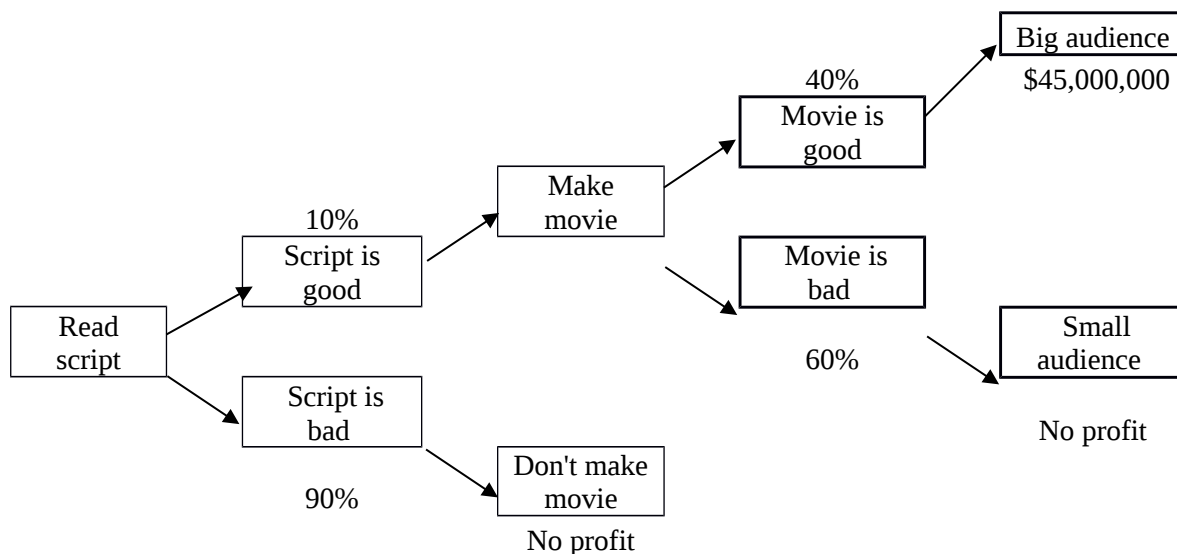 Big audience
$45,000,000
40%
Movie is
good
Make
movie
10%
Script is
good
Movie is
bad
Read
script
Small
audience
60%
Script is
bad
No profit
Don't make
movie
90%
No profit